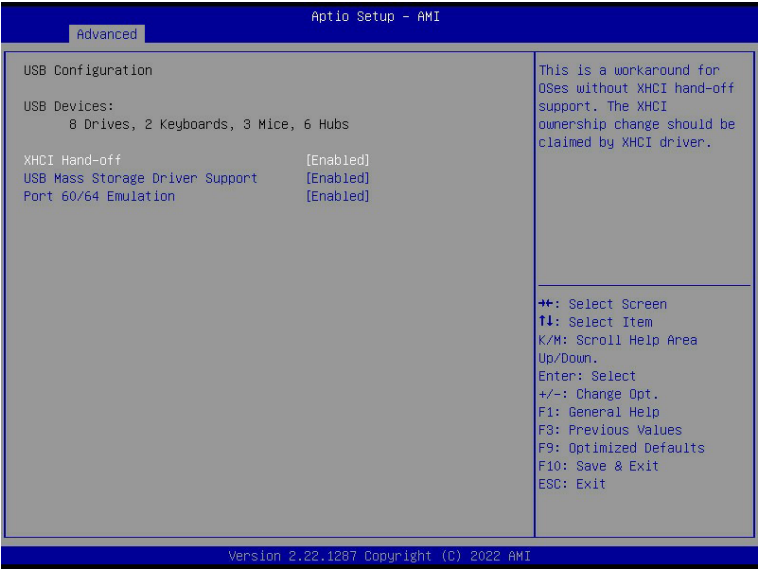 Aptio Setup – AMI
Advanced
USB Configuration
USB Devices:
8 Drives, 2 Keyboards, 3 Mice, 6 Hubs
XHCI Hand-off [Enabled]
USB Mass Storage Driver Support [Enabled]
Port 60/64 Emulation [Enabled]
This is a workaround for
OSes without XHCI hand-off
support. The XHCI
ownership change should be
claimed by XHCI driver.
→←: Select Screen
↑↓: Select Item
K/M: Scroll Help Area
Up/Down.
Enter: Select
+/-: Change Opt.
F1: General Help
F3: Previous Values
F9: Optimized Defaults
F10: Save & Exit
ESC: Exit
Version 2.22.1287 Copyright (C) 2022 AMI